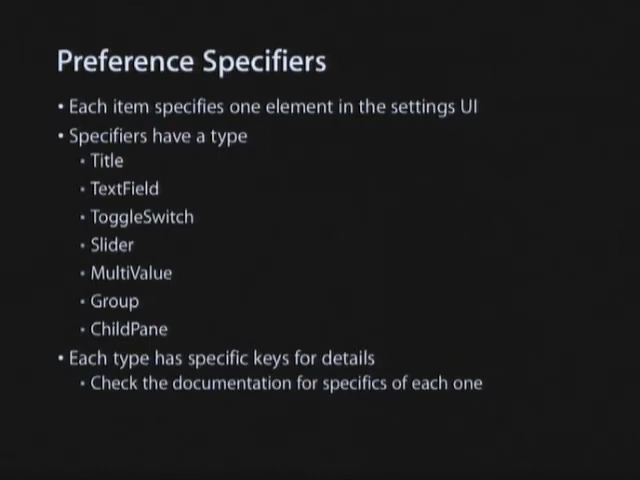 Preference Specifiers
• Each item specifies one element in the settings UI
• Specifiers have a type
• Title
• TextField
• ToggleSwitch
• Slider
• MultiValue
• Group
• ChildPane
• Each type has specific keys for details
• Check the documentation for specifics of each one